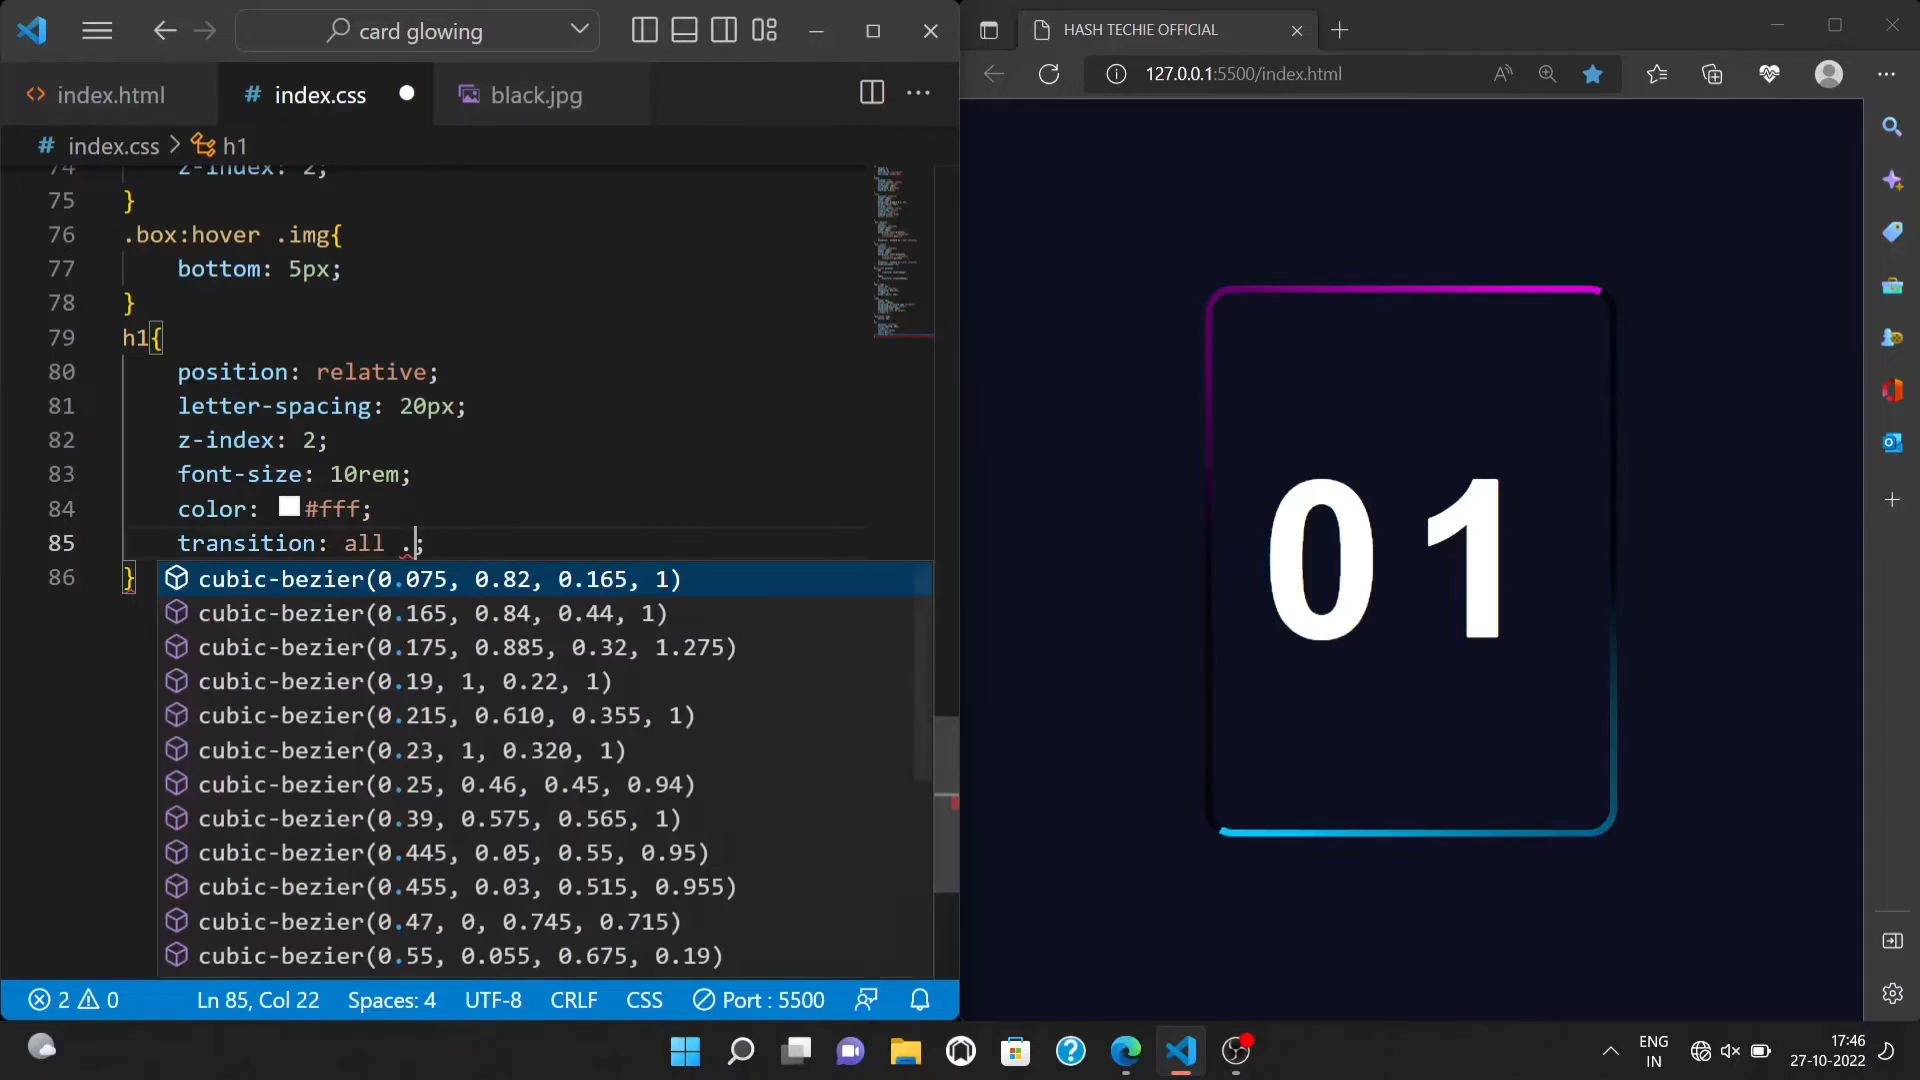 card glowing
index.html
index.css
black.jpg
index.css > h1
74 z-index: 2;
75 }
76 .box:hover .img{
77 bottom: 5px;
78 }
79 h1{
80 position: relative;
81 letter-spacing: 20px;
82 z-index: 2;
83 font-size: 10rem;
84 color: #fff;
85 transition: all .;
86 }
cubic-bezier(0.075, 0.82, 0.165, 1)
cubic-bezier(0.165, 0.84, 0.44, 1)
cubic-bezier(0.175, 0.885, 0.32, 1.275)
cubic-bezier(0.19, 1, 0.22, 1)
cubic-bezier(0.215, 0.610, 0.355, 1)
cubic-bezier(0.23, 1, 0.320, 1)
cubic-bezier(0.25, 0.46, 0.45, 0.94)
cubic-bezier(0.39, 0.575, 0.565, 1)
cubic-bezier(0.445, 0.05, 0.55, 0.95)
cubic-bezier(0.455, 0.03, 0.515, 0.955)
cubic-bezier(0.47, 0, 0.745, 0.715)
cubic-bezier(0.55, 0.055, 0.675, 0.19)
2 0 Ln 85, Col 22 Spaces: 4 UTF-8 CRLF CSS Port : 5500
HASH TECHIE OFFICIAL
127.0.0.1:5500/index.html
01
ENG
IN
17:46
27-10-2022